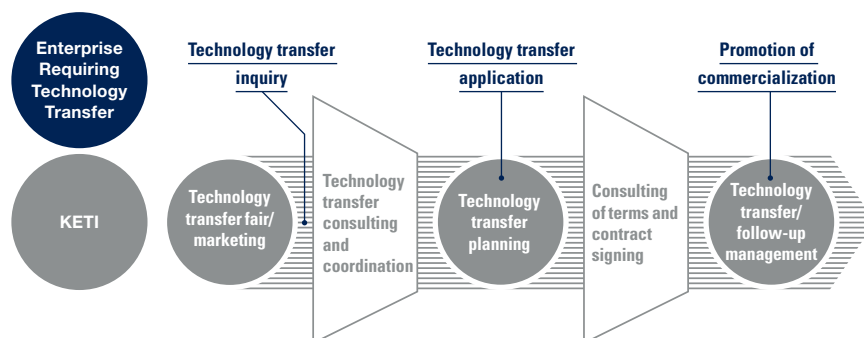 Enterprise
Requiring
Technology
Transfer
Technology transfer
inquiry
Technology transfer
application
Promotion of
commercialization
KETI
Technology
transfer fair/
marketing
Technology
transfer
consulting
and
coordination
Technology
transfer
planning
Consulting
of terms and
contract
signing
Technology
transfer/
follow-up
management